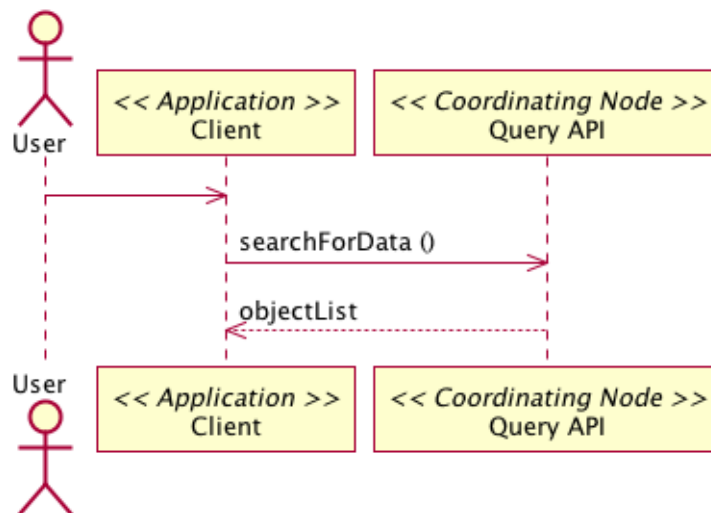 User
<< Application >>
Client
<< Coordinating Node >>
Query API
searchForData ()
objectList
User
<< Application >>
Client
<< Coordinating Node >>
Query API